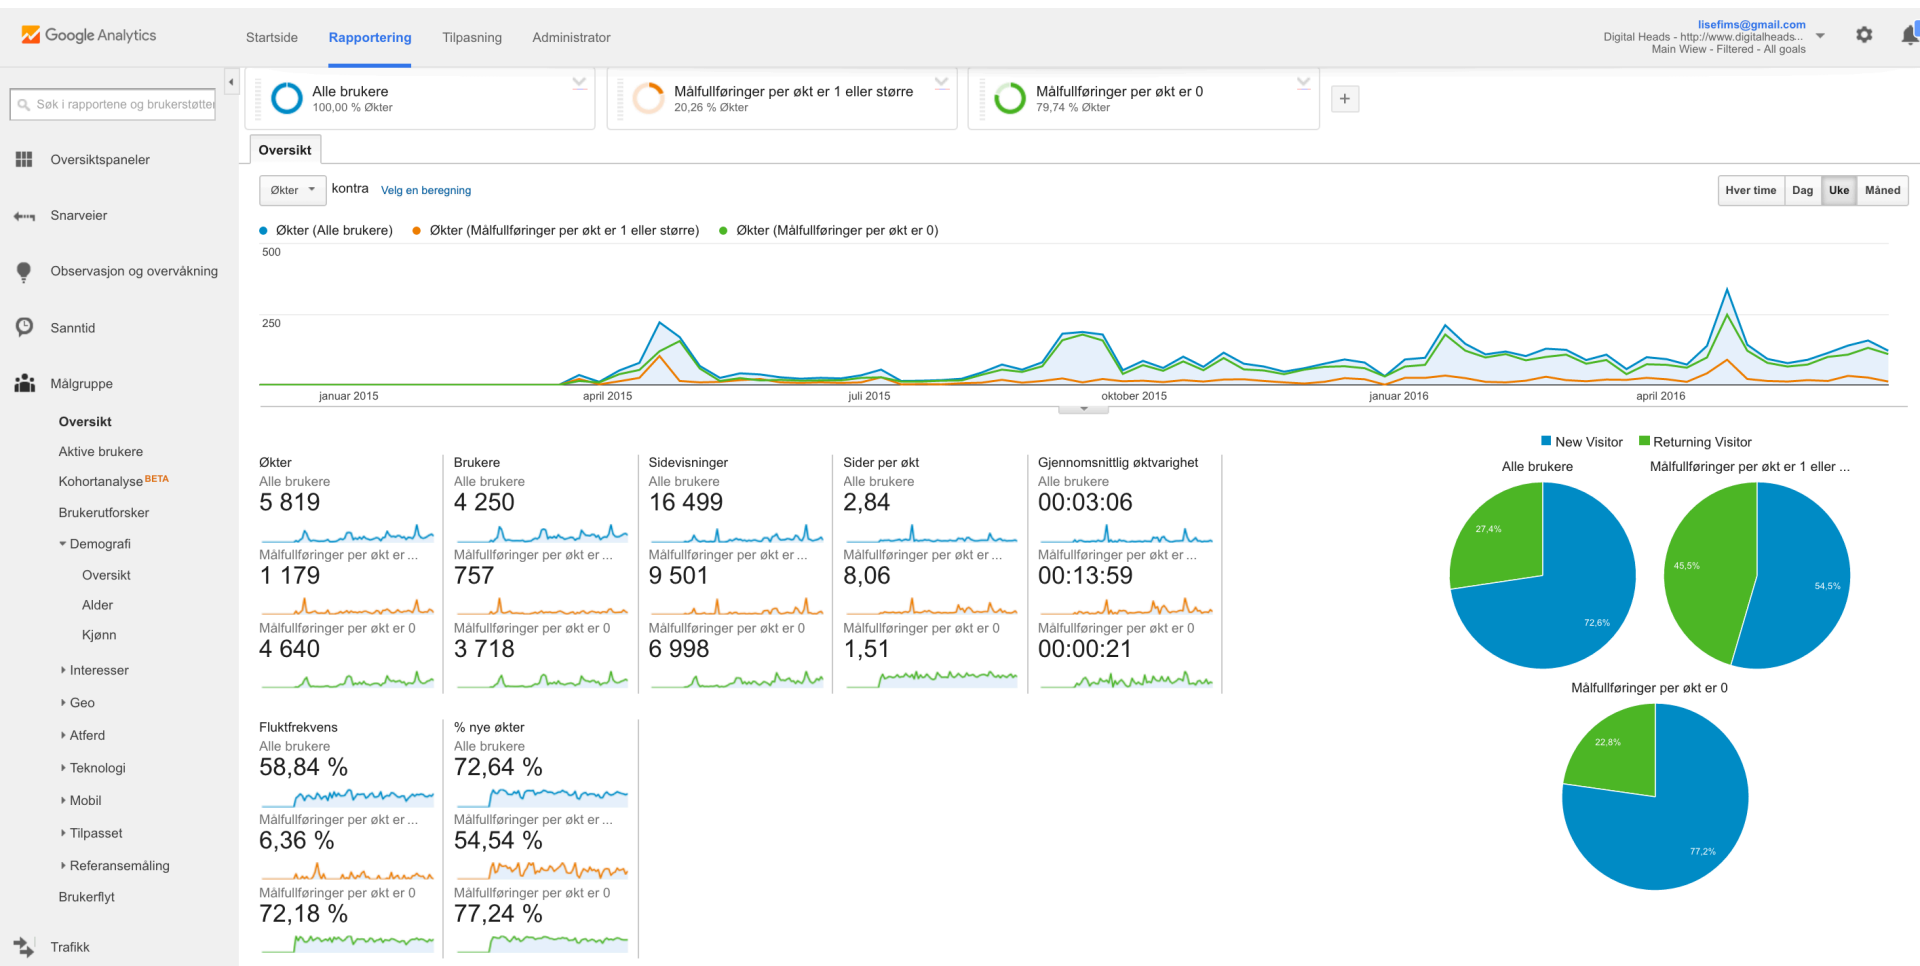 Google Analytics
Startside
Rapportering
Tilpasning
Administrator
lisefims@gmail.com
Digital Heads - http://www.digitalheads...
Main Wiew - Filtered - All goals
Søk i rapportene og brukerstøtten
Oversiktspaneler
Snarveier
Observasjon og overvåkning
Sanntid
Målgruppe
Oversikt
Aktive brukere
Kohortanalyse BETA
Brukerutforsker
Demografi
Oversikt
Alder
Kjønn
Interesser
Geo
Atferd
Teknologi
Mobil
Tilpasset
Referansemåling
Brukerflyt
Trafikk
Alle brukere
100,00 % Økter
Målfullføringer per økt er 1 eller større
20,26 % Økter
Målfullføringer per økt er 0
79,74 % Økter
+
Oversikt
Økter kontra Velg en beregning
Hver time Dag Uke Måned
Økter (Alle brukere) Økter (Målfullføringer per økt er 1 eller større) Økter (Målfullføringer per økt er 0)
500
250
januar 2015 april 2015 juli 2015 oktober 2015 januar 2016 april 2016
Økter
Alle brukere
5 819
Målfullføringer per økt er ...
1 179
Målfullføringer per økt er 0
4 640
Brukere
Alle brukere
4 250
Målfullføringer per økt er ...
757
Målfullføringer per økt er 0
3 718
Sidevisninger
Alle brukere
16 499
Målfullføringer per økt er ...
9 501
Målfullføringer per økt er 0
6 998
Sider per økt
Alle brukere
2,84
Målfullføringer per økt er ...
8,06
Målfullføringer per økt er 0
1,51
Gjennomsnittlig øktvarighet
Alle brukere
00:03:06
Målfullføringer per økt er ...
00:13:59
Målfullføringer per økt er 0
00:00:21
Fluktfrekvens
Alle brukere
58,84 %
Målfullføringer per økt er ...
6,36 %
Målfullføringer per økt er 0
72,18 %
% nye økter
Alle brukere
72,64 %
Målfullføringer per økt er ...
54,54 %
Målfullføringer per økt er 0
77,24 %
New Visitor Returning Visitor
Alle brukere
27,4%
72,6%
Målfullføringer per økt er 1 eller ...
45,5%
54,5%
Målfullføringer per økt er 0
22,8%
77,2%